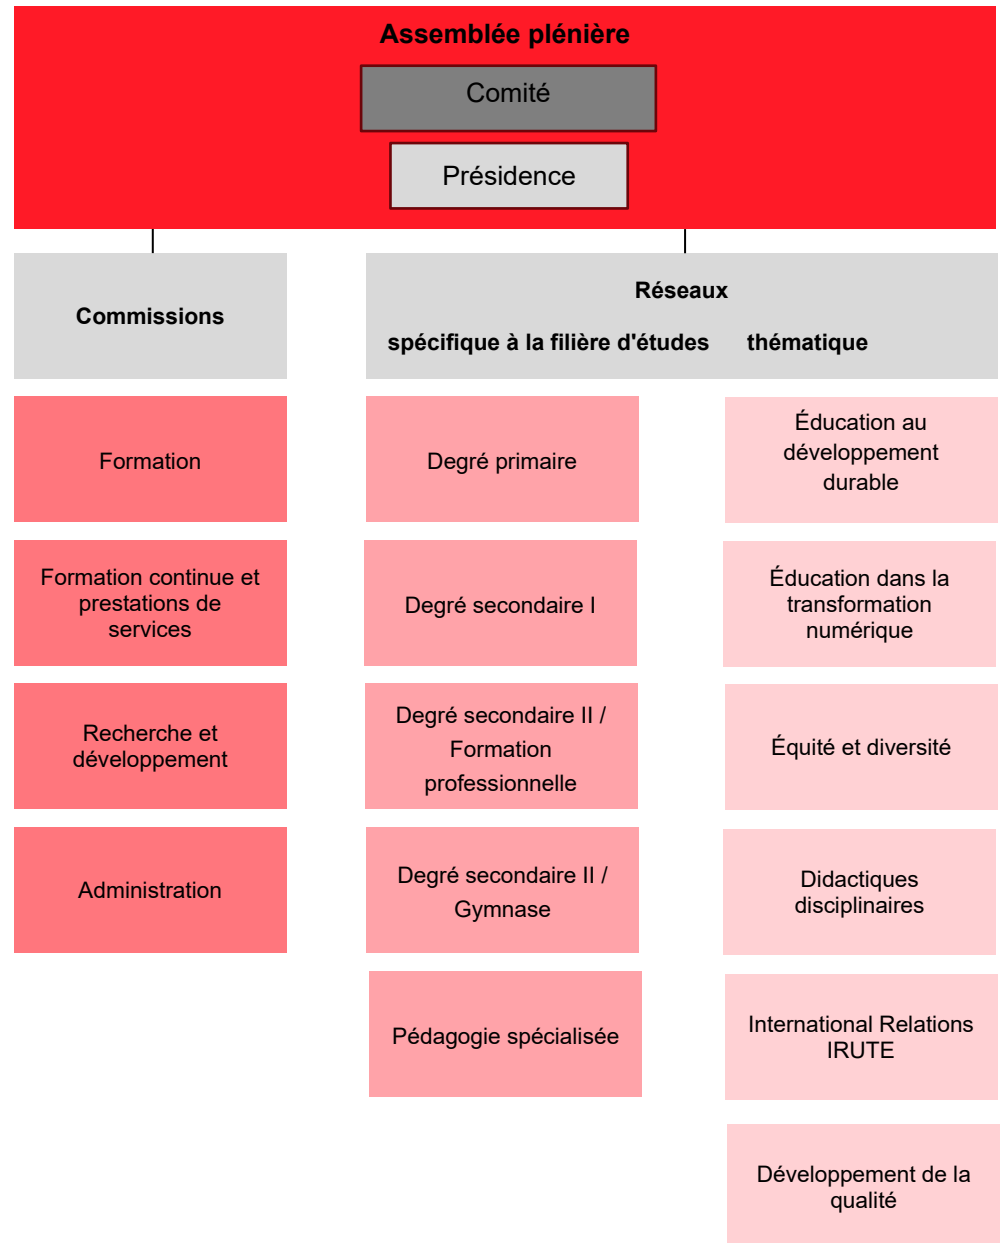 Assemblée plénière
Comité
Présidence
Commissions
Réseaux
spécifique à la filière d'études
thématique
Formation
Formation continue et
prestations de
services
Recherche et
développement
Administration
Degré primaire
Degré secondaire I
Degré secondaire II /
Formation
professionnelle
Degré secondaire II /
Gymnase
Pédagogie spécialisée
Éducation au
développement
durable
Éducation dans la
transformation
numérique
Équité et diversité
Didactiques
disciplinaires
International Relations
IRUTE
Développement de la
qualité